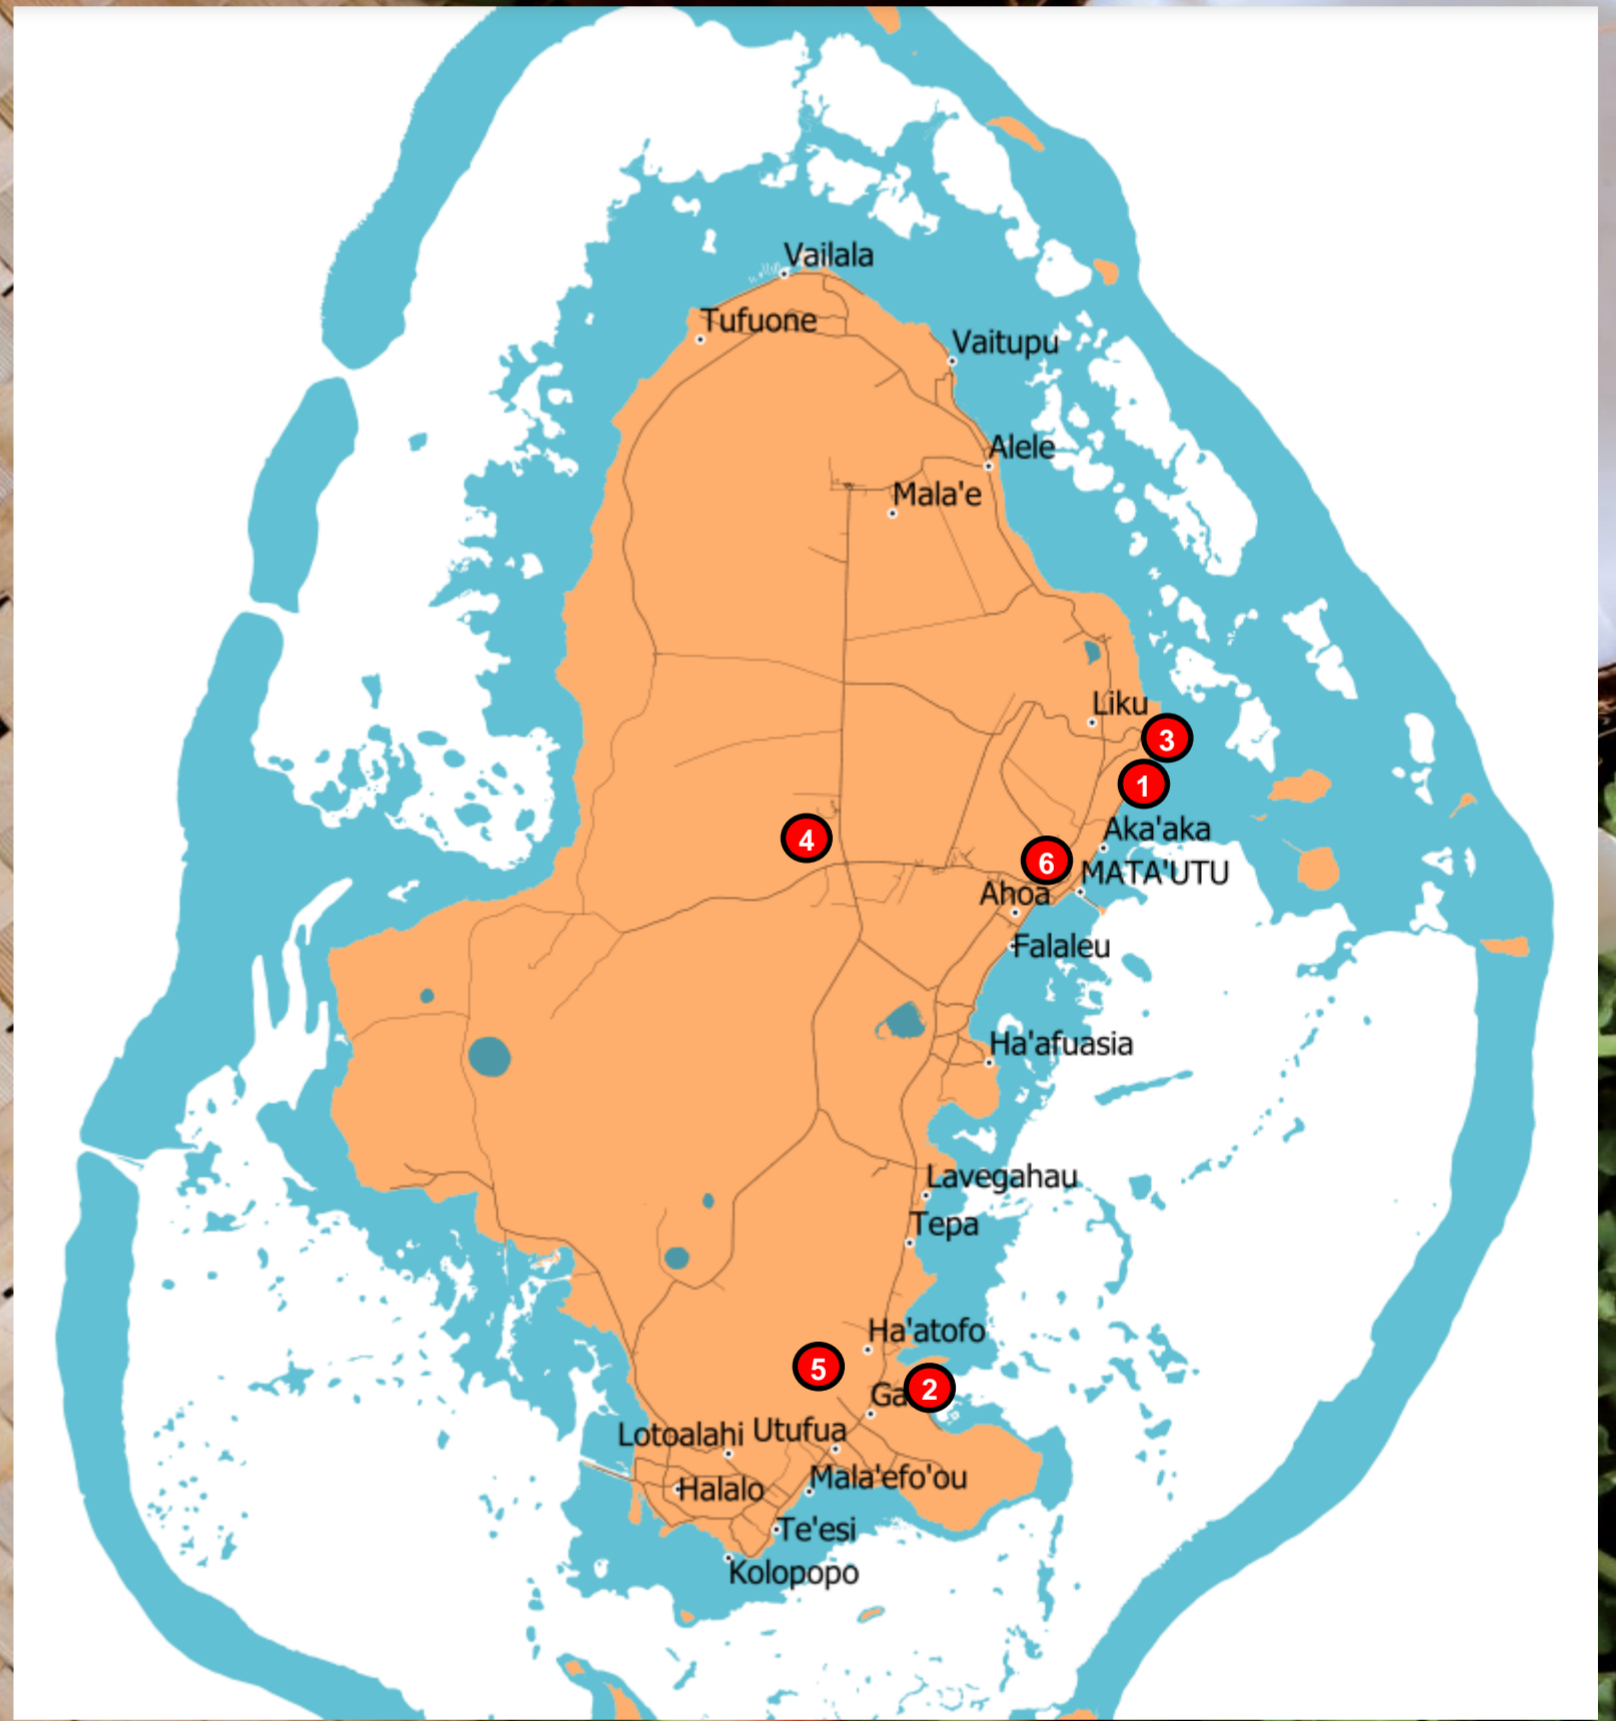 Vailala
Tufuone
Vaitupu
Alele
Mala'e
Liku
3
1
4
Aka'aka
6
MATA'UTU
Ahoa
Falaleu
Ha'afuasia
Lavegahau
Tepa
Ha'atofo
5
2
Lotoalahi
Utufua
Halalo
Mala'efo'ou
Te'esi
Kolopopo